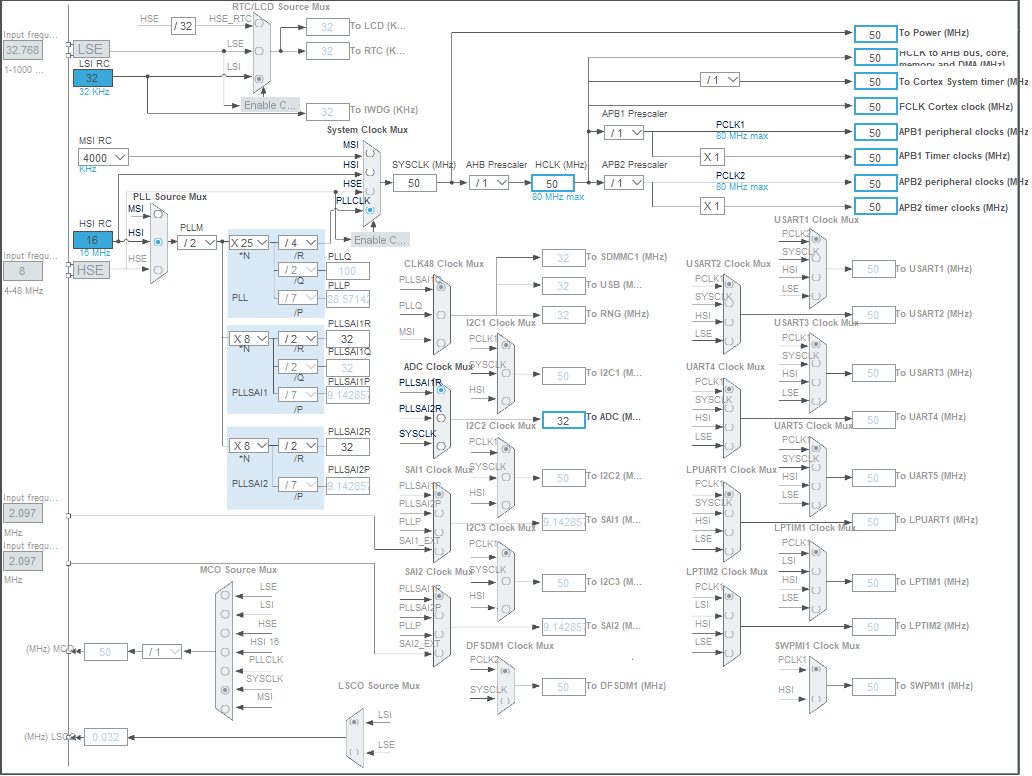 RTC/LCD Source Mux
HSE
/ 32
HSE_RTC
32
To LCD (K...
Input frequ...
32.768
1-1000 ...
LSE
LSE
32
To RTC (K...
LSI RC
32
32 KHz
LSI
Enable C...
32
To IWDG (KHz)
50
To Power (MHz)
50
HCLK to AHB bus, core,
memory and DMA (MHz)
/ 1
50
To Cortex System timer (MHz
50
FCLK Cortex clock (MHz)
APB1 Prescaler
/ 1
PCLK1
80 MHz max
50
APB1 peripheral clocks (MHz
X 1
50
APB1 Timer clocks (MHz)
APB2 Prescaler
/ 1
PCLK2
80 MHz max
50
APB2 peripheral clocks (MHz
X 1
50
APB2 timer clocks (MHz)
System Clock Mux
MSI
HSI
HSE
PLLCLK
Enable C...
SYSCLK (MHz)
50
AHB Prescaler
/ 1
HCLK (MHz)
50
80 MHz max
MSI RC
4000
KHz
PLL Source Mux
MSI
HSI
HSE
HSI RC
16
16 MHz
Input frequ...
8
4-48 MHz
HSE
PLLM
/ 2
X 25
*N
/ 4
/R
PLLQ
/ 2
100
/Q
PLLP
PLL
/ 7
28.57142
/P
PLLSAI1R
X 8
*N
/ 2
32
/R
PLLSAI1Q
/ 2
32
/Q
PLLSAI1P
PLLSAI1
/ 7
9.142857
/P
PLLSAI2R
X 8
*N
/ 2
32
/R
PLLSAI2P
PLLSAI2
/ 7
9.142857
/P
CLK48 Clock Mux
PLLSAI1Q
PLLQ
MSI
32
To SDMMC1 (MHz)
32
To USB (M...
32
To RNG (MHz)
ADC Clock Mux
PLLSAI1R
PLLSAI2R
SYSCLK
32
To ADC (M...
I2C1 Clock Mux
PCLK1
SYSCLK
HSI
50
To I2C1 (M...
I2C2 Clock Mux
PCLK1
SYSCLK
HSI
50
To I2C2 (M...
SAI1 Clock Mux
PLLSAI1P
PLLSAI2P
PLLP
SAI1_EXT
9.142857
To SAI1 (M...
I2C3 Clock Mux
PCLK1
SYSCLK
HSI
50
To I2C3 (M...
SAI2 Clock Mux
PLLSAI1P
PLLSAI2P
PLLP
SAI2_EXT
9.142857
To SAI2 (M...
DFSDM1 Clock Mux
PCLK2
SYSCLK
50
To DFSDM1 (MHz)
USART1 Clock Mux
PCLK2
SYSCLK
HSI
LSE
50
To USART1 (MHz)
USART2 Clock Mux
PCLK1
SYSCLK
HSI
LSE
50
To USART2 (MHz)
USART3 Clock Mux
PCLK1
SYSCLK
HSI
LSE
50
To USART3 (MHz)
UART4 Clock Mux
PCLK1
SYSCLK
HSI
LSE
50
To UART4 (MHz)
UART5 Clock Mux
PCLK1
SYSCLK
HSI
LSE
50
To UART5 (MHz)
LPUART1 Clock Mux
PCLK1
SYSCLK
HSI
LSE
50
To LPUART1 (MHz)
LPTIM1 Clock Mux
PCLK1
LSI
HSI
LSE
50
To LPTIM1 (MHz)
LPTIM2 Clock Mux
PCLK1
LSI
HSI
LSE
50
To LPTIM2 (MHz)
SWPMI1 Clock Mux
PCLK1
HSI
50
To SWPMI1 (MHz)
Input frequ...
2.097
MHz
Input frequ...
2.097
MHz
MCO Source Mux
LSE
LSI
HSE
HSI 16
PLLCLK
SYSCLK
MSI
(MHz) MCO
50
/ 1
LSCO Source Mux
LSI
LSE
(MHz) LSCO
0.032